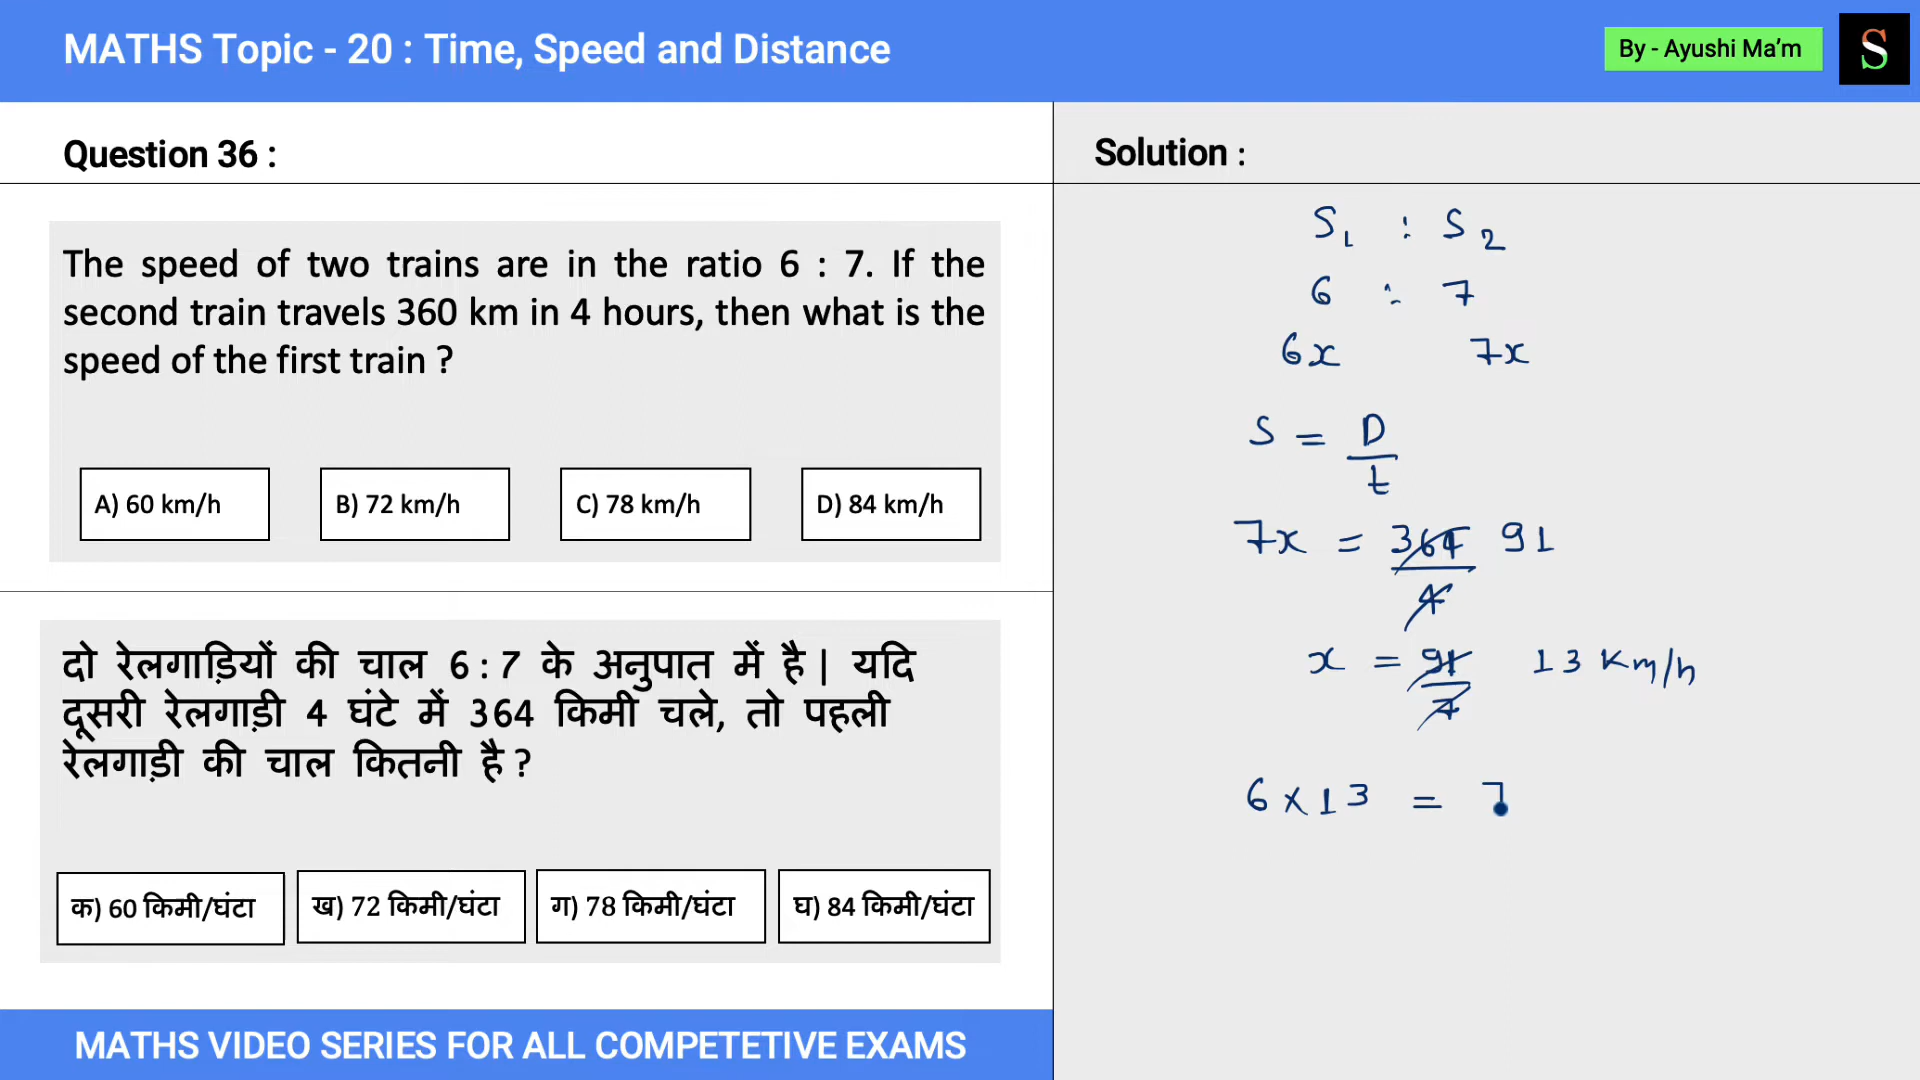 MATHS Topic - 20 : Time, Speed and Distance
By - Ayushi Ma’m
S
Question 36 :
The speed of two trains are in the ratio 6 : 7. If the
second train travels 360 km in 4 hours, then what is the
speed of the first train ?
A) 60 km/h
B) 72 km/h
C) 78 km/h
D) 84 km/h
दो रेलगाड़ियों की चाल 6 : 7 के अनुपात में है | यदि
दूसरी रेलगाड़ी 4 घंटे में 364 किमी चले, तो पहली
रेलगाड़ी की चाल कितनी है ?
क) 60 किमी/घंटा
ख) 72 किमी/घंटा
ग) 78 किमी/घंटा
घ) 84 किमी/घंटा
MATHS VIDEO SERIES FOR ALL COMPETETIVE EXAMS
Solution :
S₁ : S₂
6 : 7
6x 7x
S = D
t
7x = 364 91
4
x = 91 13 Km/h
7
6 × 13 = 7